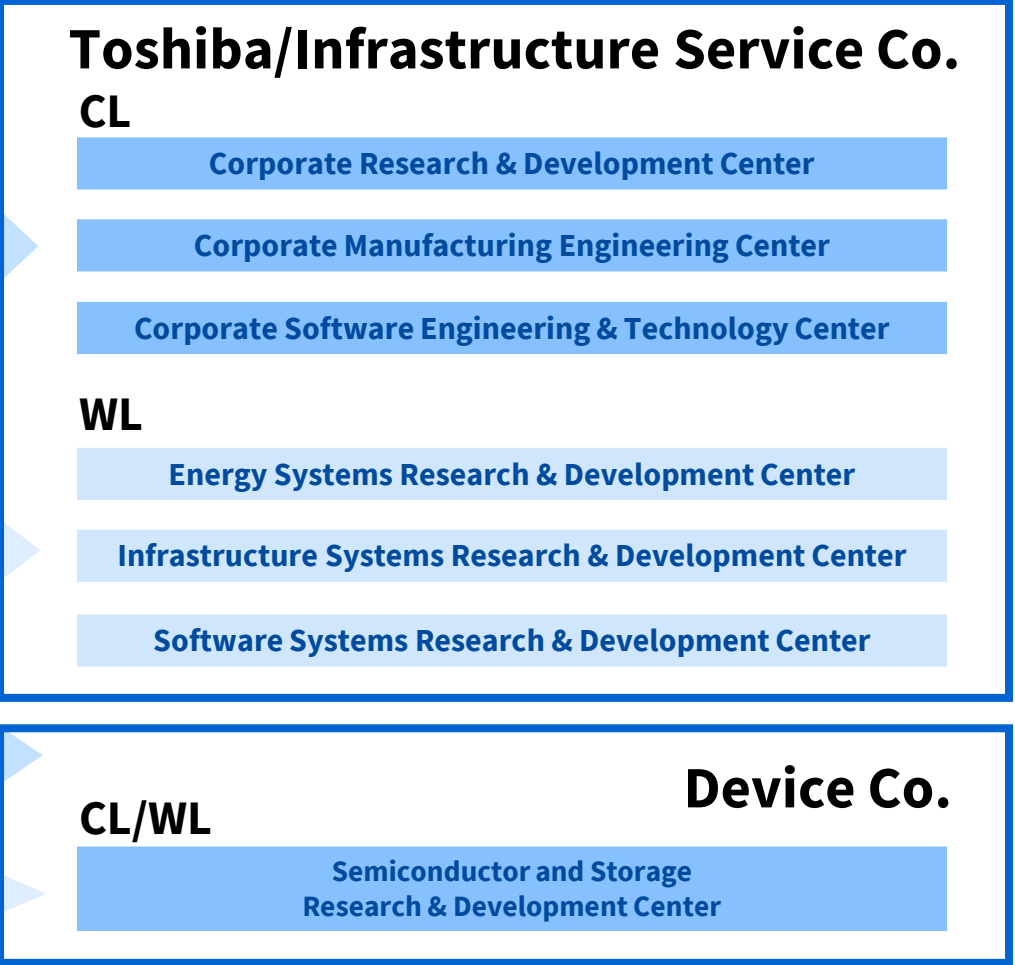 Toshiba/Infrastructure Service Co.
CL
Corporate Research & Development Center
Corporate Manufacturing Engineering Center
Corporate Software Engineering & Technology Center
WL
Energy Systems Research & Development Center
Infrastructure Systems Research & Development Center
Software Systems Research & Development Center
Device Co.
CL/WL
Semiconductor and Storage
Research & Development Center